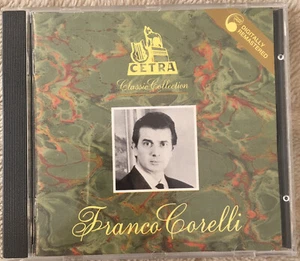 CETRA
Classic Collection
DIGITALLY
REMASTERED
Franco Corelli